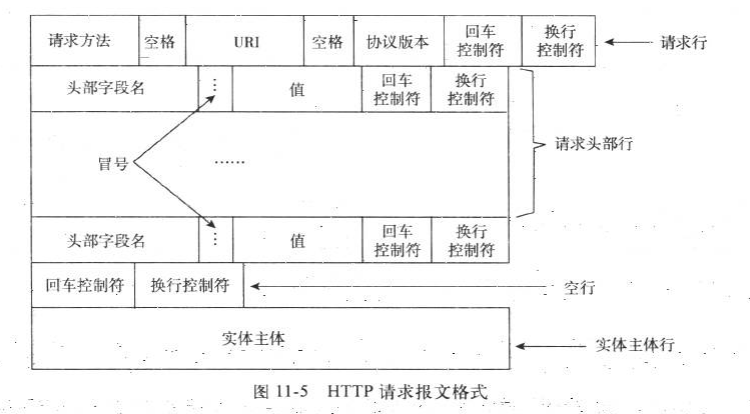 请求方法 空格 URI 空格 协议版本 回车控制符 换行控制符 请求行
头部字段名 ⋮ 值 回车控制符 换行控制符
请求头部行
冒号 ……
头部字段名 ⋮ 值 回车控制符 换行控制符
回车控制符 换行控制符 空行
实体主体
实体主体行
图 11-5 HTTP 请求报文格式